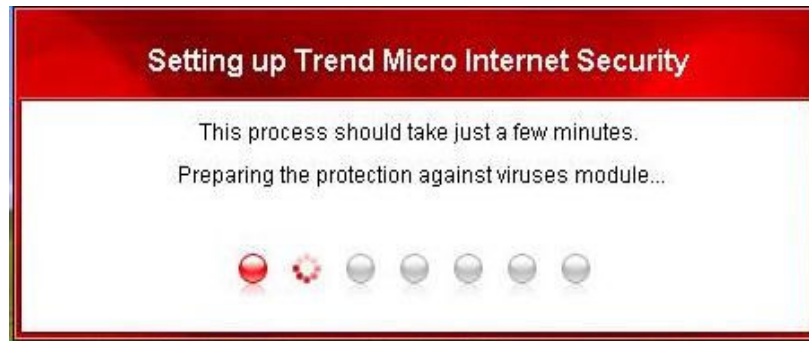 Setting up Trend Micro Internet Security
This process should take just a few minutes.
Preparing the protection against viruses module...